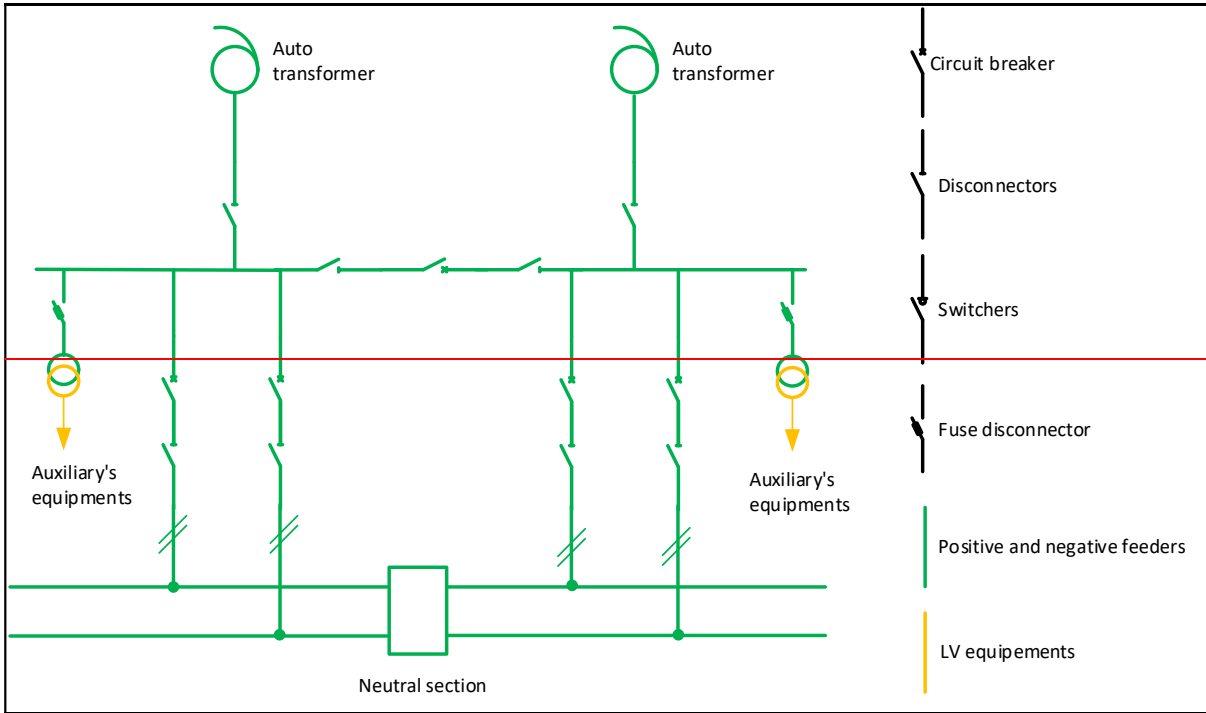 Auto
transformer
Auto
transformer
Circuit breaker
Disconnectors
Switchers
Fuse disconnector
Auxiliary's
equipments
Auxiliary's
equipments
Positive and negative feeders
LV equipements
Neutral section